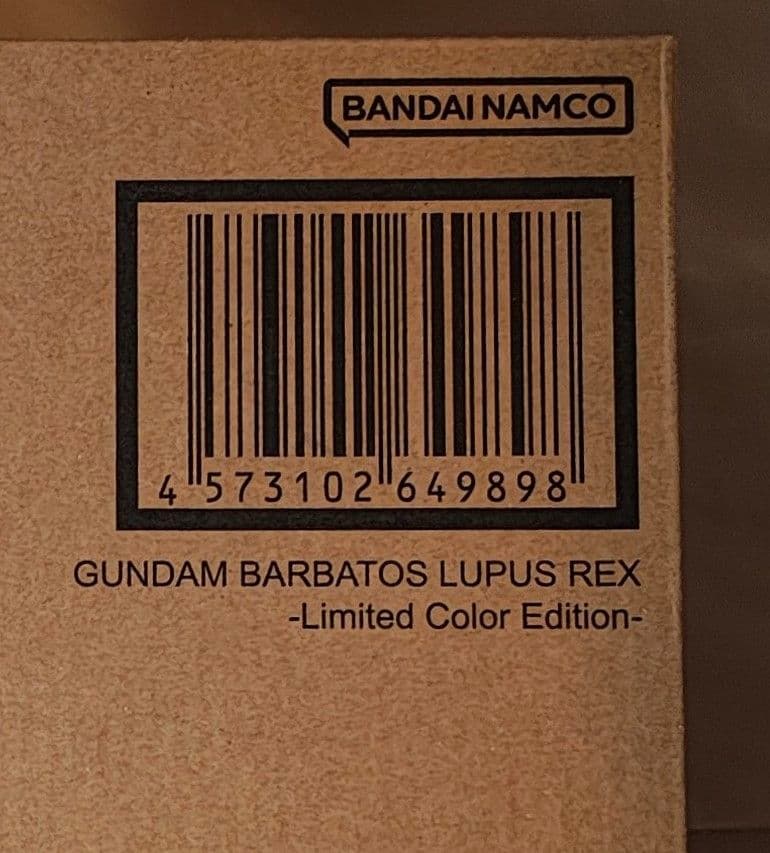 BANDAI NAMCO
4 573102 649898
GUNDAM BARBATOS LUPUS REX
-Limited Color Edition-